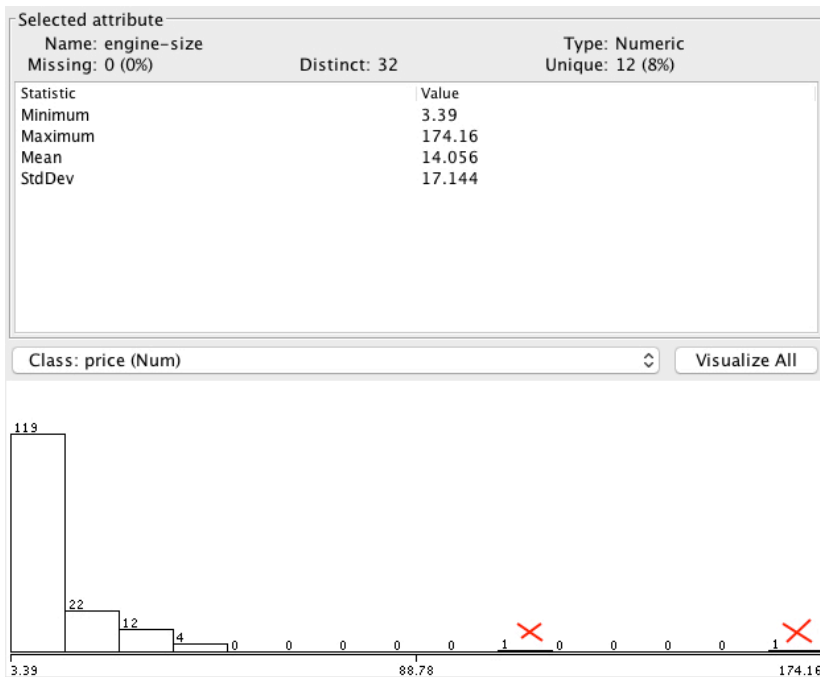 Selected attribute
Name: engine-size Type: Numeric
Missing: 0 (0%) Distinct: 32 Unique: 12 (8%)
Statistic Value
Minimum 3.39
Maximum 174.16
Mean 14.056
StdDev 17.144
Class: price (Num) Visualize All
119
22
12
4
0 0 0 0 0 1 0 0 0 0 1
3.39 88.78 174.16